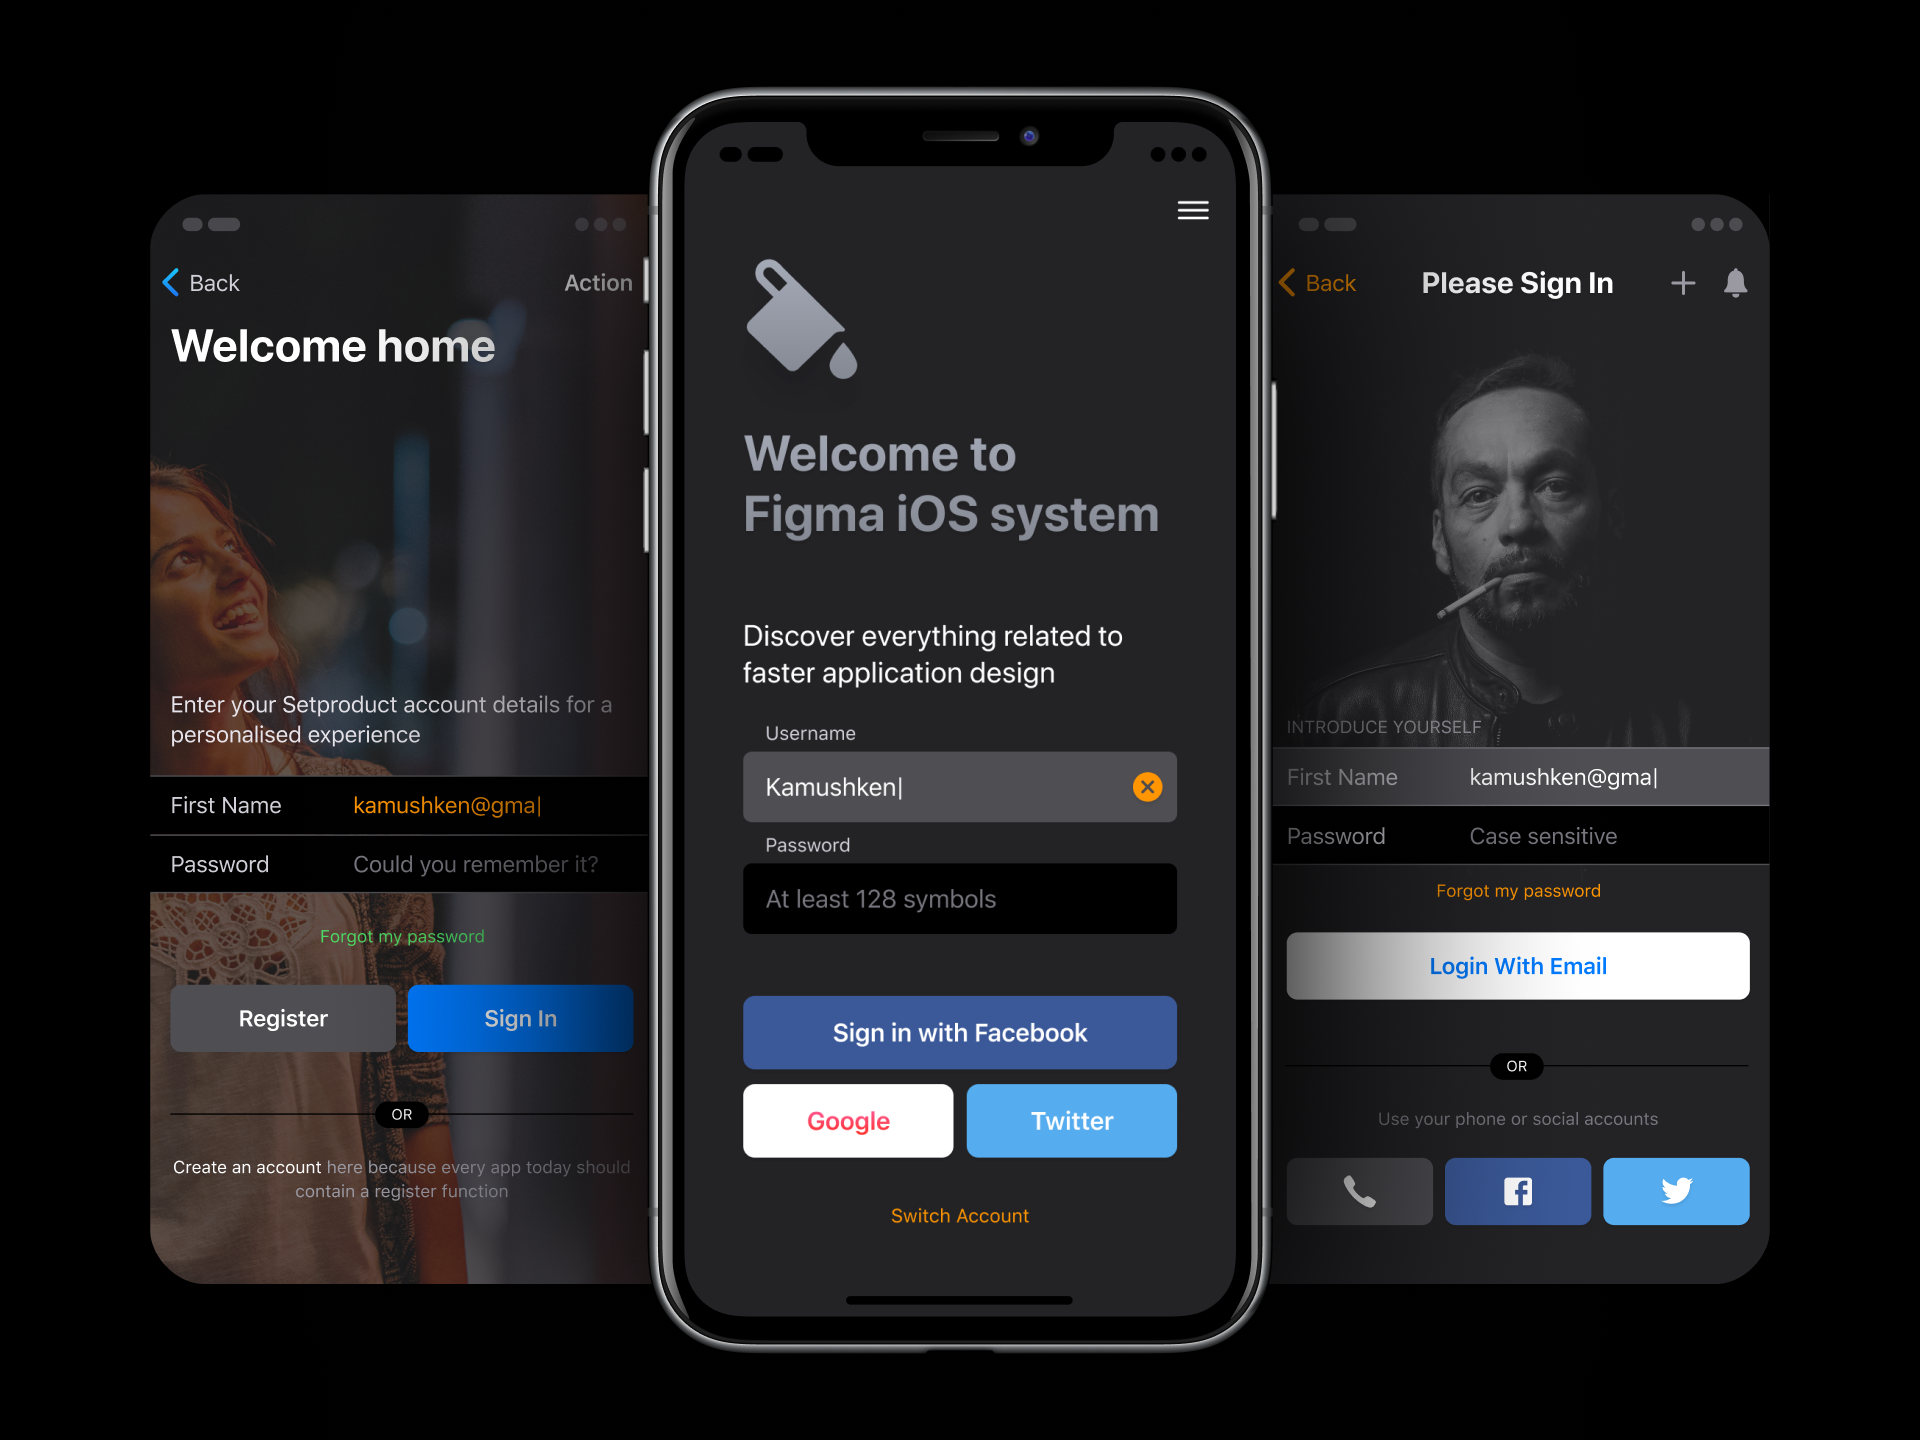 Back
Action
Welcome home
Enter your Setproduct account details for a
personalised experience
First Name kamushken@gma|
Password Could you remember it?
Forgot my password
Register Sign In
OR
Create an account here because every app today should
contain a register function
Welcome to
Figma iOS system
Discover everything related to
faster application design
Username
Kamushken|
Password
At least 128 symbols
Sign in with Facebook
Google Twitter
Switch Account
Back Please Sign In
INTRODUCE YOURSELF
First Name kamushken@gma|
Password Case sensitive
Forgot my password
Login With Email
OR
Use your phone or social accounts